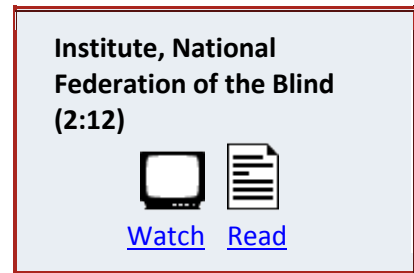 Institute, National
Federation of the Blind
(2:12)
Watch Read